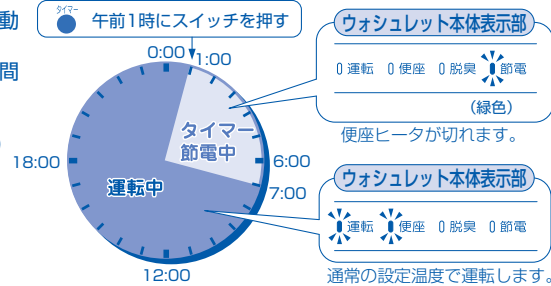 動
間
タイマー
午前1時にスイッチを押す
0:00
1:00
タイマー
節電中
運転中
18:00
6:00
7:00
12:00
ウォシュレット本体表示部
運転 便座 脱臭 節電
(緑色)
便座ヒータが切れます。
ウォシュレット本体表示部
運転 便座 脱臭 節電
通常の設定温度で運転します。